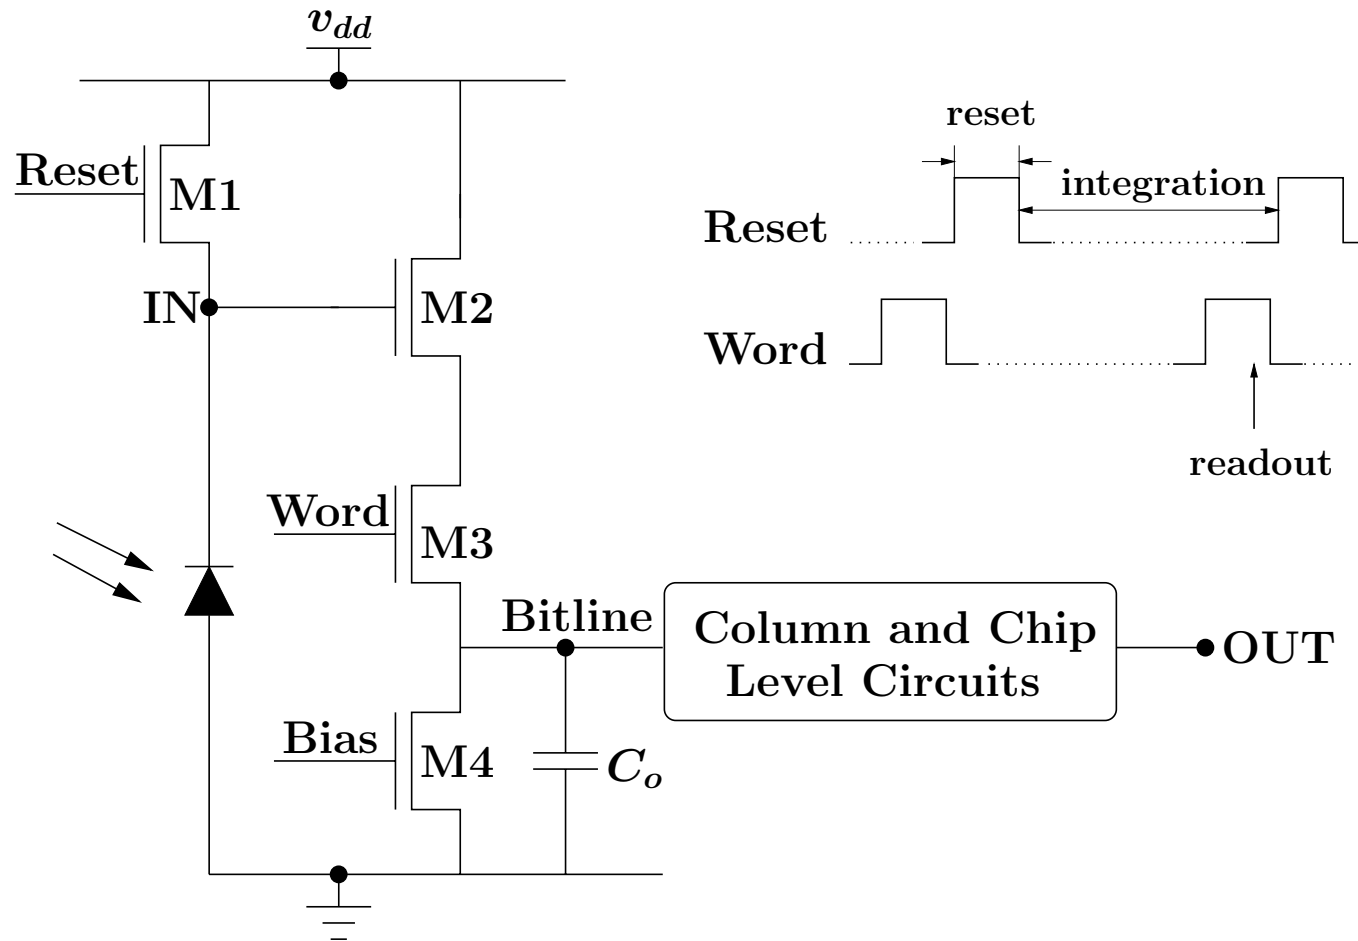 v_dd
Reset
M1
IN
M2
Word
M3
Bitline
Bias
M4
C_o
Column and Chip
Level Circuits
OUT
reset
integration
Reset
Word
readout